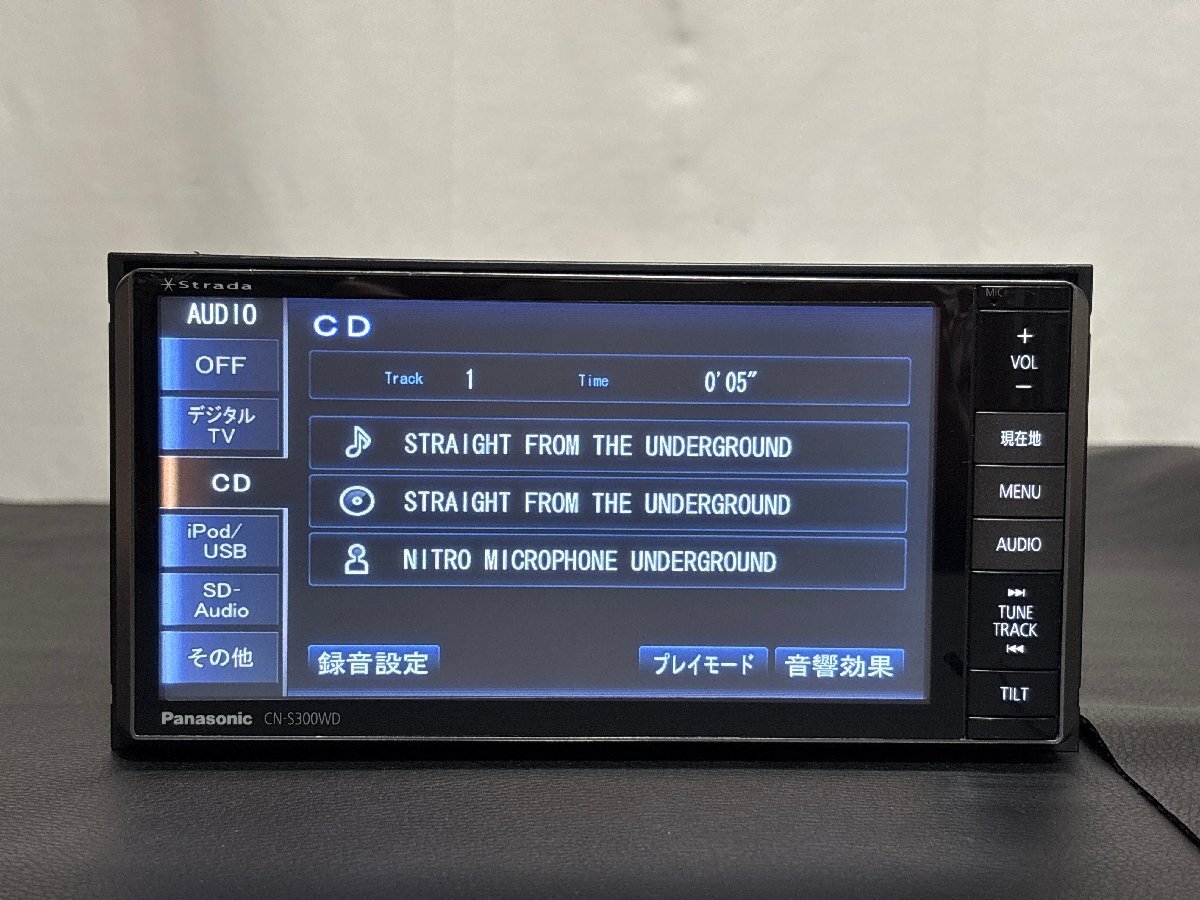 Strada
AUDIO
OFF
デジタル
TV
CD
iPod/
USB
SD-
Audio
その他
CD
Track 1 Time 0'05"
STRAIGHT FROM THE UNDERGROUND
STRAIGHT FROM THE UNDERGROUND
NITRO MICROPHONE UNDERGROUND
録音設定
プレイモード
音響効果
Panasonic CN-S300WD
MIC
+
VOL
−
現在地
MENU
AUDIO
TUNE
TRACK
TILT